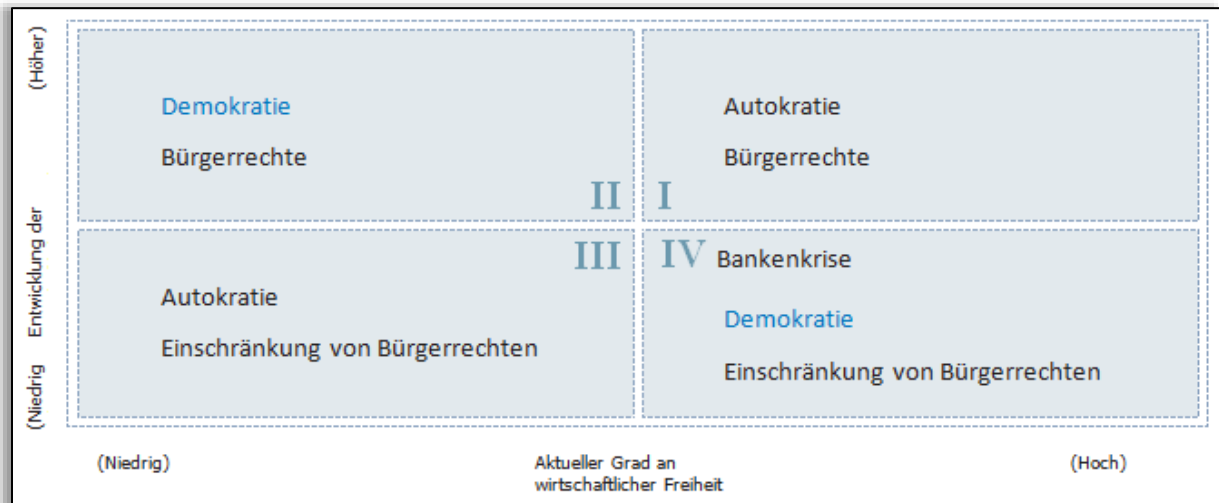 (Höher)
Entwicklung der
(Niedrig
Demokratie
Bürgerrechte
II
Autokratie
Bürgerrechte
I
III
Autokratie
Einschränkung von Bürgerrechten
IV Bankenkrise
Demokratie
Einschränkung von Bürgerrechten
(Niedrig)
Aktueller Grad an
wirtschaftlicher Freiheit
(Hoch)